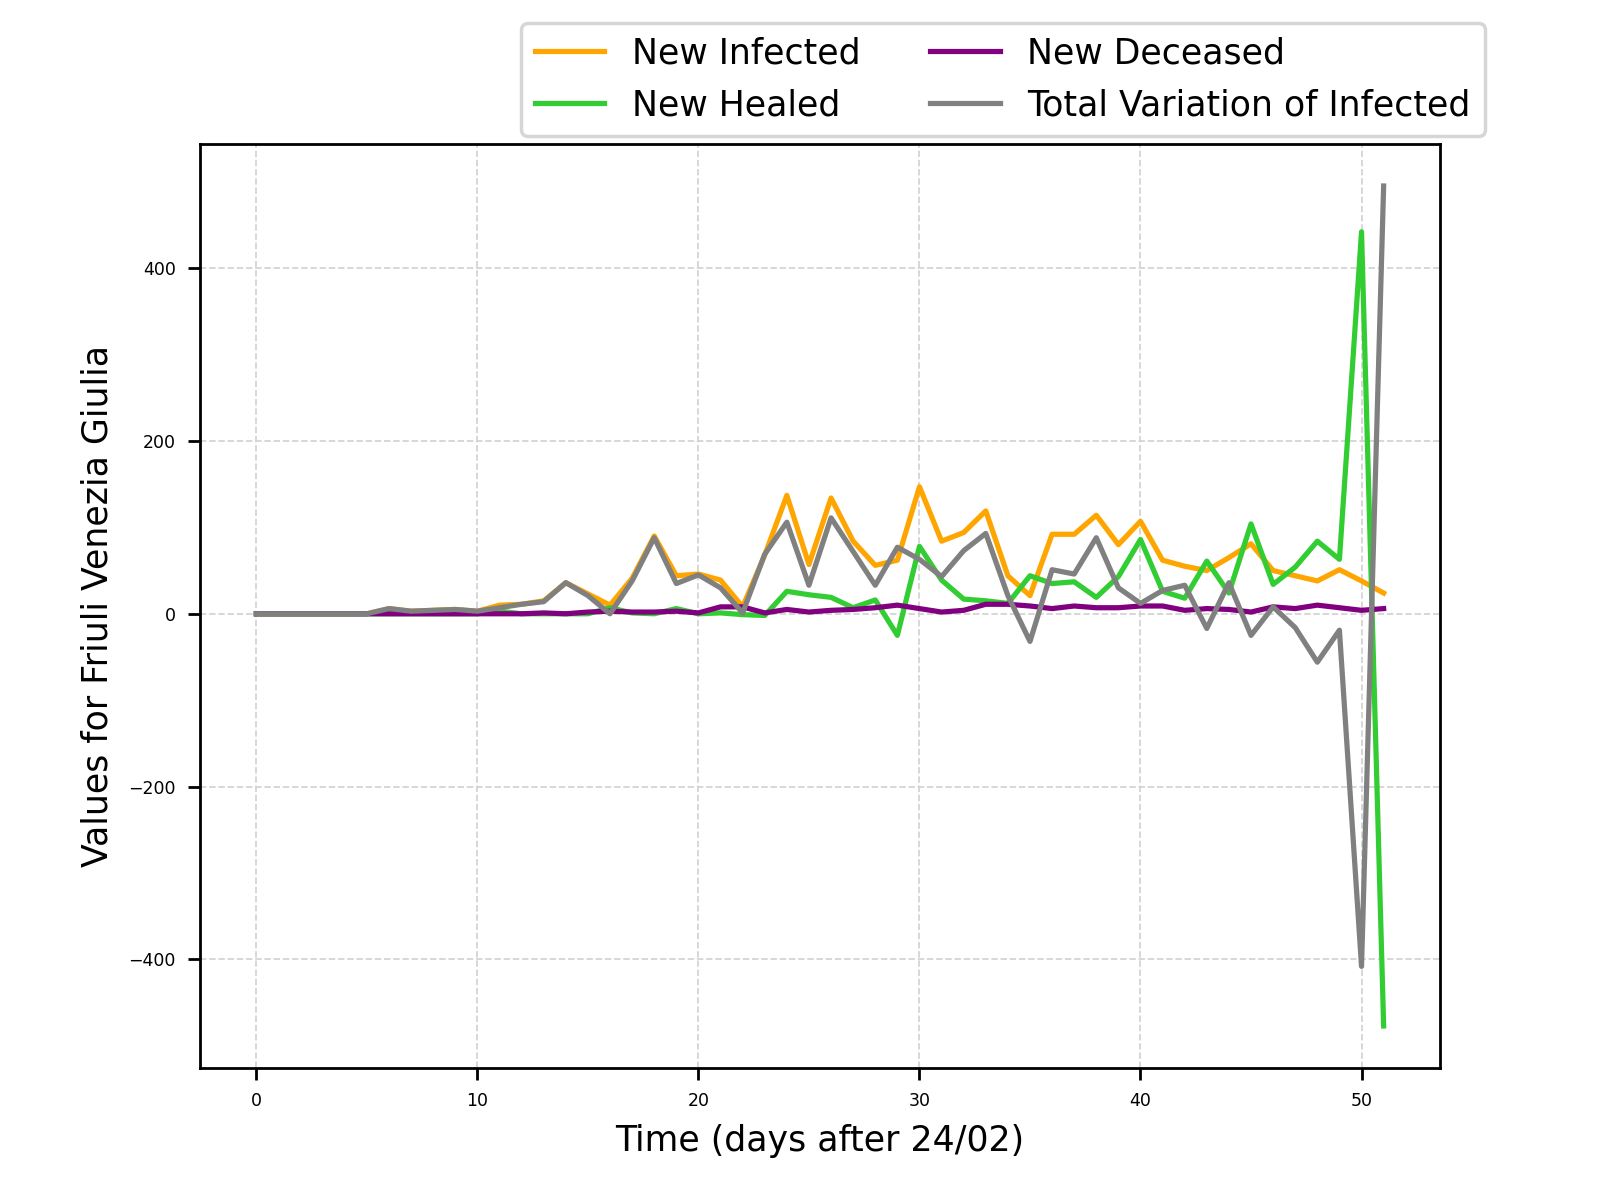 New Infected
New Healed
New Deceased
Total Variation of Infected
Values for Friuli Venezia Giulia
400
200
0
−200
−400
0 10 20 30 40 50
Time (days after 24/02)